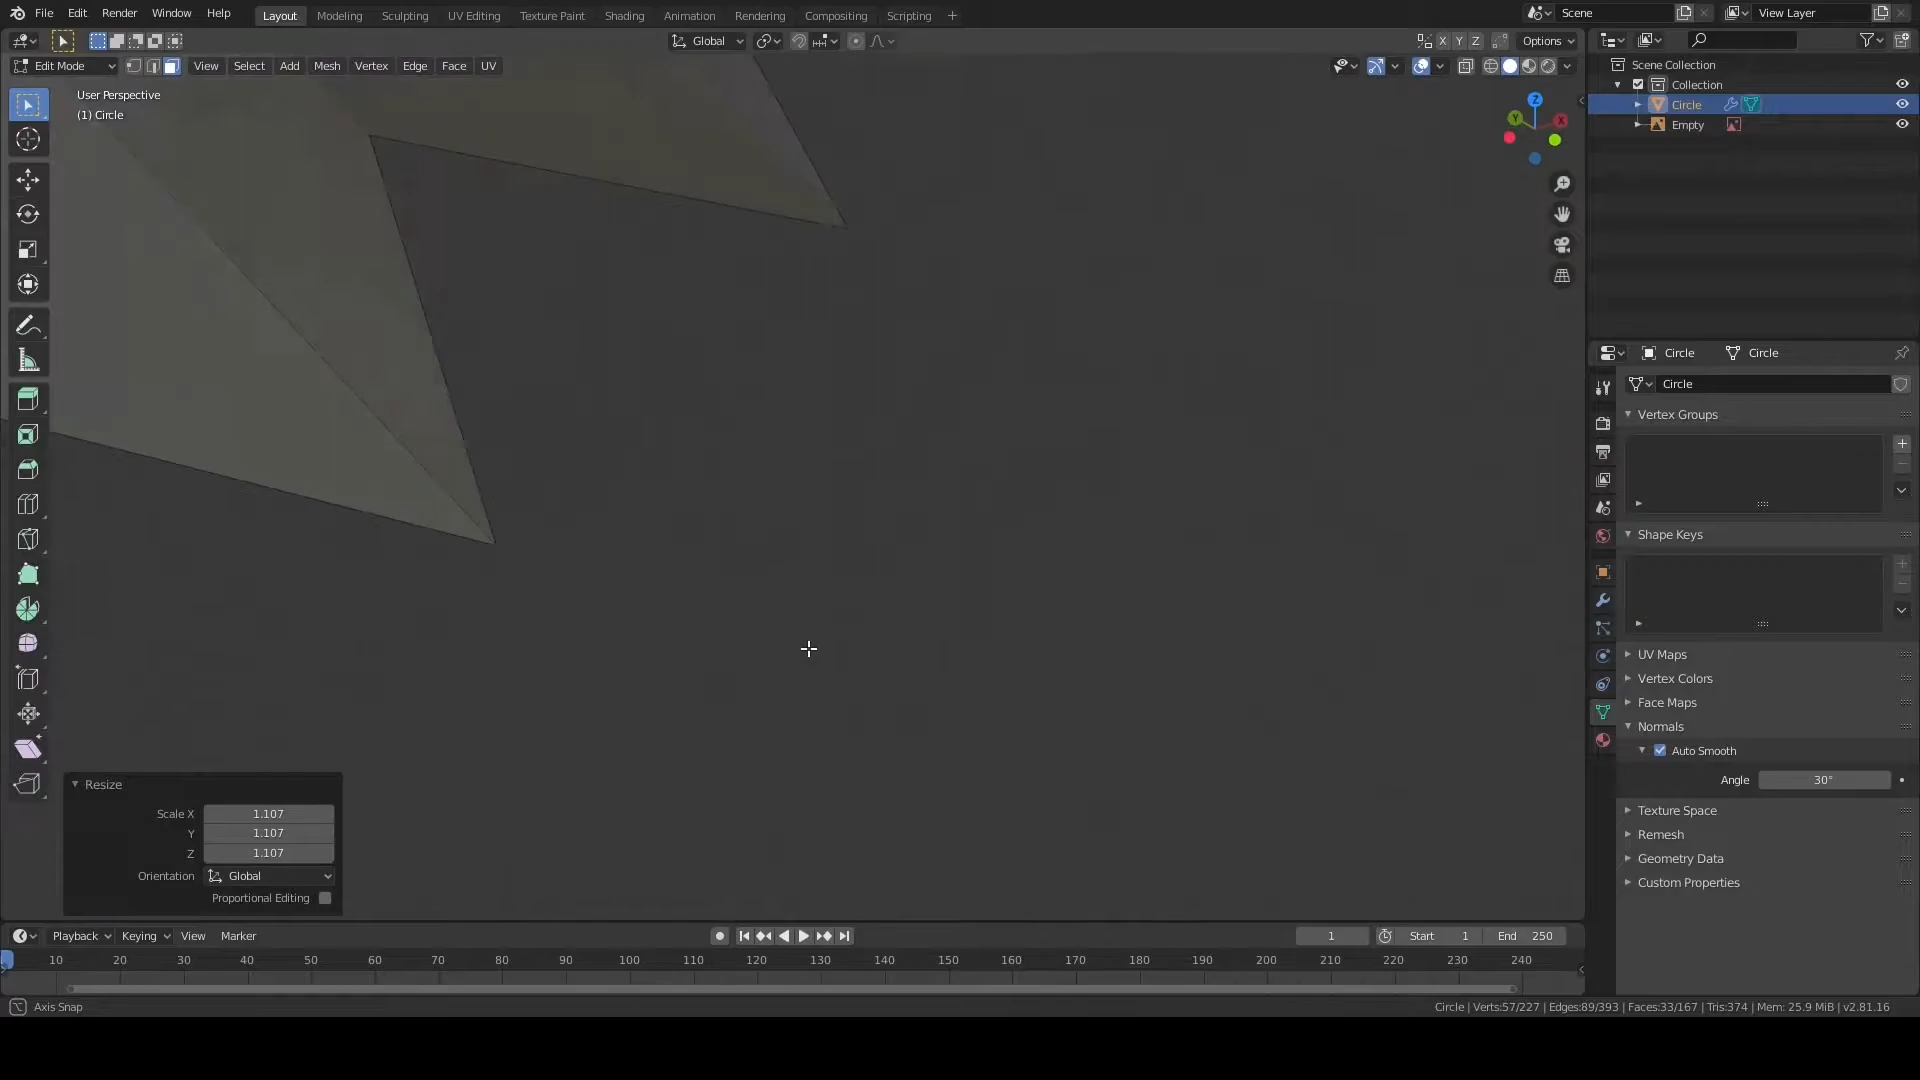 File Edit Render Window Help Layout Modeling Sculpting UV Editing Texture Paint Shading Animation Rendering Compositing Scripting + Scene View Layer
Global X Y Z Options
Edit Mode View Select Add Mesh Vertex Edge Face UV
User Perspective
(1) Circle
Z
Y
X
Scene Collection
Collection
Circle
Empty
Circle Circle
Circle
Vertex Groups
Shape Keys
UV Maps
Vertex Colors
Face Maps
Normals
Auto Smooth
Angle 30°
Texture Space
Remesh
Geometry Data
Custom Properties
Resize
Scale X 1.107
Y 1.107
Z 1.107
Orientation Global
Proportional Editing
Playback Keying View Marker 1 Start 1 End 250
10 20 30 40 50 60 70 80 90 100 110 120 130 140 150 160 170 180 190 200 210 220 230 240
Axis Snap
Circle | Verts:57/227 | Edges:89/393 | Faces:33/167 | Tris:374 | Mem: 25.9 MiB | v2.81.16